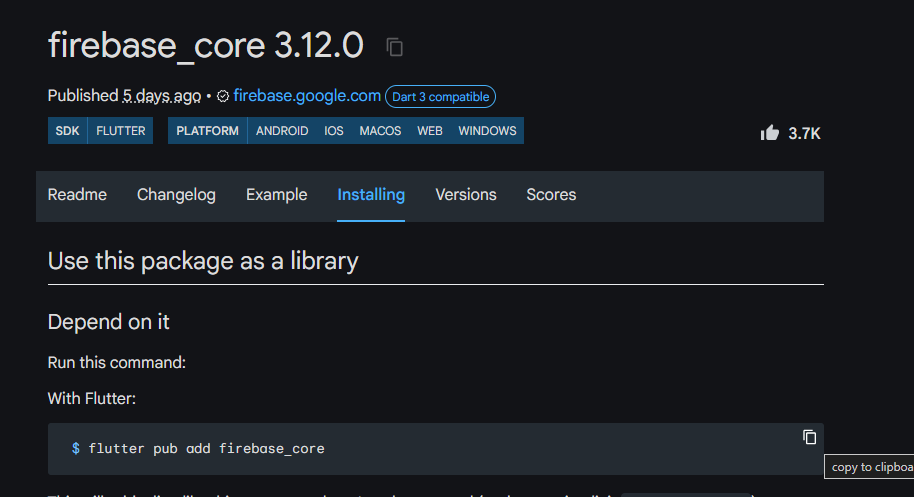 firebase_core 3.12.0
Published 5 days ago • firebase.google.com Dart 3 compatible
SDK FLUTTER PLATFORM ANDROID IOS MACOS WEB WINDOWS 3.7K
Readme Changelog Example Installing Versions Scores
Use this package as a library
Depend on it
Run this command:
With Flutter:
$ flutter pub add firebase_core
copy to clipboa